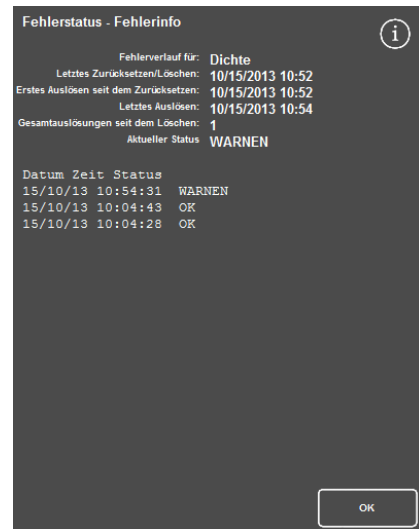 Fehlerstatus - Fehlerinfo
i
Fehlerverlauf für: Dichte
Letztes Zurücksetzen/Löschen: 10/15/2013 10:52
Erstes Auslösen seit dem Zurücksetzen: 10/15/2013 10:52
Letztes Auslösen: 10/15/2013 10:54
Gesamtauslösungen seit dem Löschen: 1
Aktueller Status WARNEN
Datum Zeit Status
15/10/13 10:54:31 WARNEN
15/10/13 10:04:43 OK
15/10/13 10:04:28 OK
OK